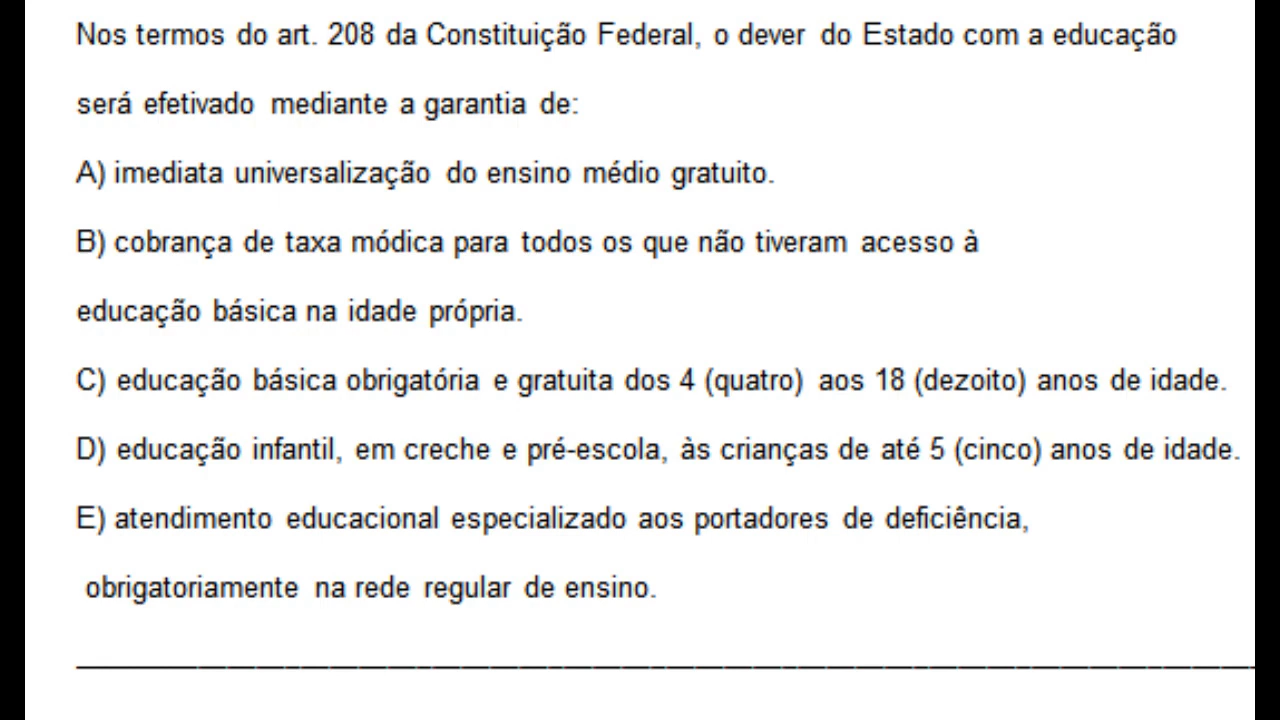 Nos termos do art. 208 da Constituição Federal, o dever do Estado com a educação
será efetivado mediante a garantia de:
A) imediata universalização do ensino médio gratuito.
B) cobrança de taxa módica para todos os que não tiveram acesso à
educação básica na idade própria.
C) educação básica obrigatória e gratuita dos 4 (quatro) aos 18 (dezoito) anos de idade.
D) educação infantil, em creche e pré-escola, às crianças de até 5 (cinco) anos de idade.
E) atendimento educacional especializado aos portadores de deficiência,
obrigatoriamente na rede regular de ensino.